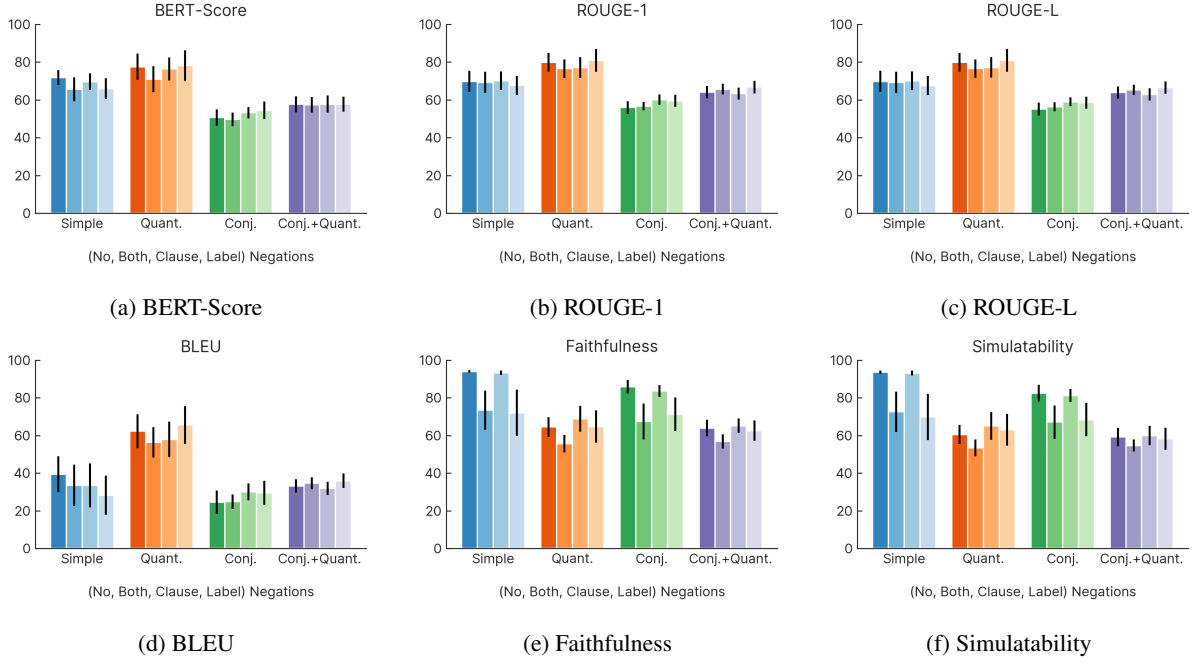 BERT-Score
100
80
60
40
20
0
Simple Quant. Conj. Conj.+Quant.
(No, Both, Clause, Label) Negations
(a) BERT-Score
ROUGE-1
100
80
60
40
20
0
Simple Quant. Conj. Conj.+Quant.
(No, Both, Clause, Label) Negations
(b) ROUGE-1
ROUGE-L
100
80
60
40
20
0
Simple Quant. Conj. Conj.+Quant.
(No, Both, Clause, Label) Negations
(c) ROUGE-L
BLEU
100
80
60
40
20
0
Simple Quant. Conj. Conj.+Quant.
(No, Both, Clause, Label) Negations
(d) BLEU
Faithfulness
100
80
60
40
20
0
Simple Quant. Conj. Conj.+Quant.
(No, Both, Clause, Label) Negations
(e) Faithfulness
Simulatability
100
80
60
40
20
0
Simple Quant. Conj. Conj.+Quant.
(No, Both, Clause, Label) Negations
(f) Simulatability